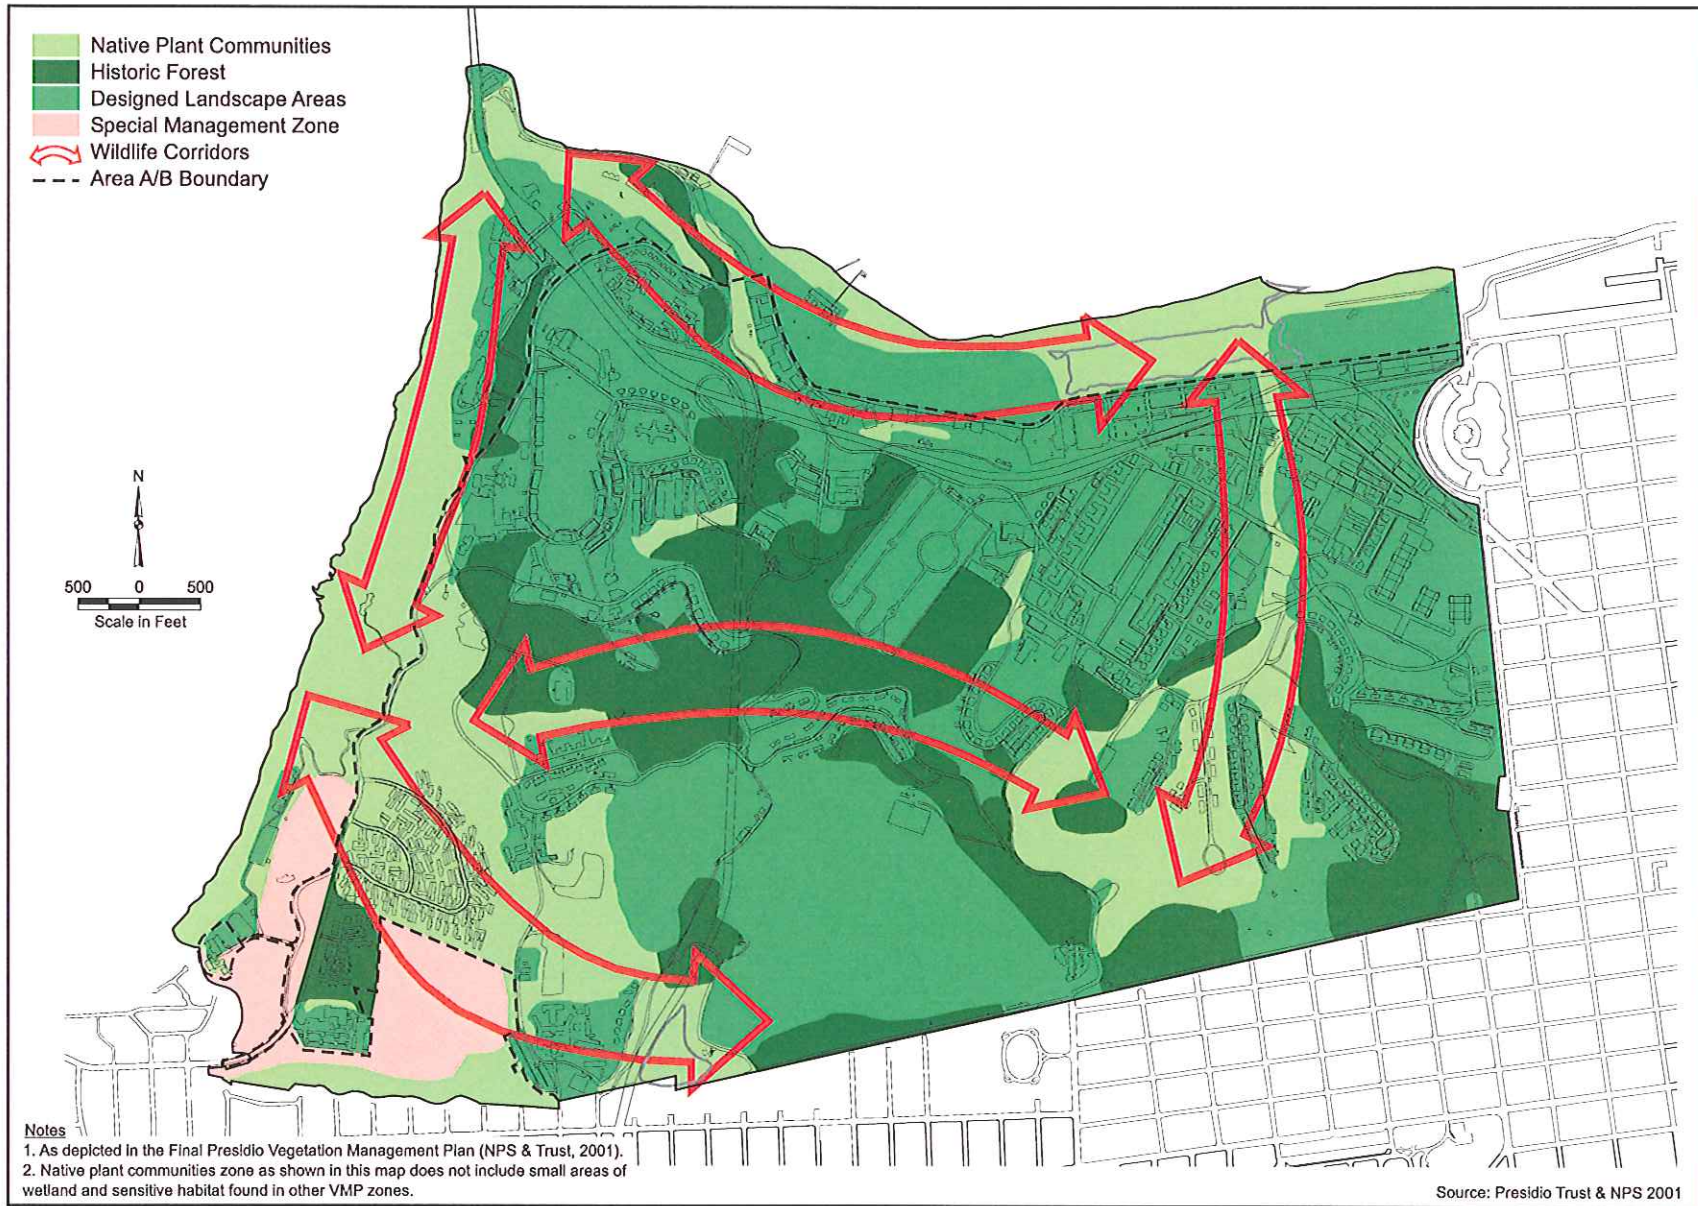 Native Plant Communities
Historic Forest
Designed Landscape Areas
Special Management Zone
Wildlife Corridors
Area A/B Boundary
N
500 0 500
Scale in Feet
Notes
1. As depicted in the Final Presidio Vegetation Management Plan (NPS & Trust, 2001).
2. Native plant communities zone as shown in this map does not include small areas of
wetland and sensitive habitat found in other VMP zones.
Source: Presidio Trust & NPS 2001